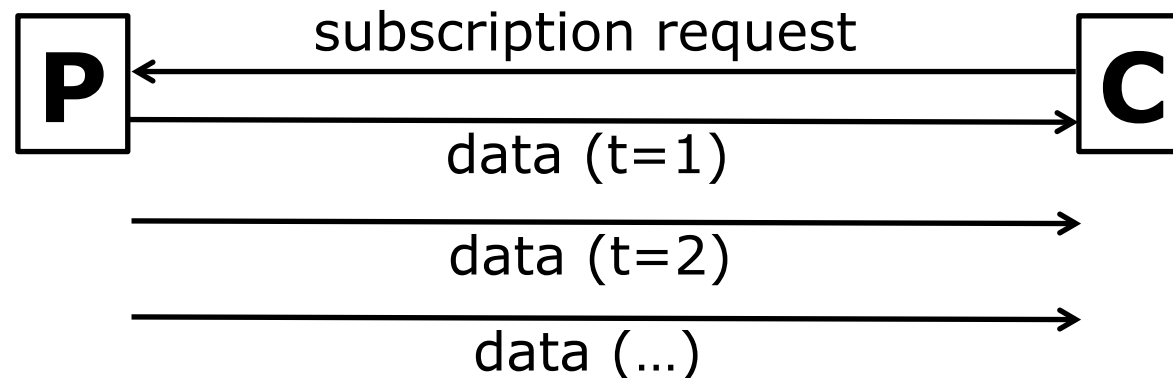 subscription request
P
C
data (t=1)
data (t=2)
data (...)